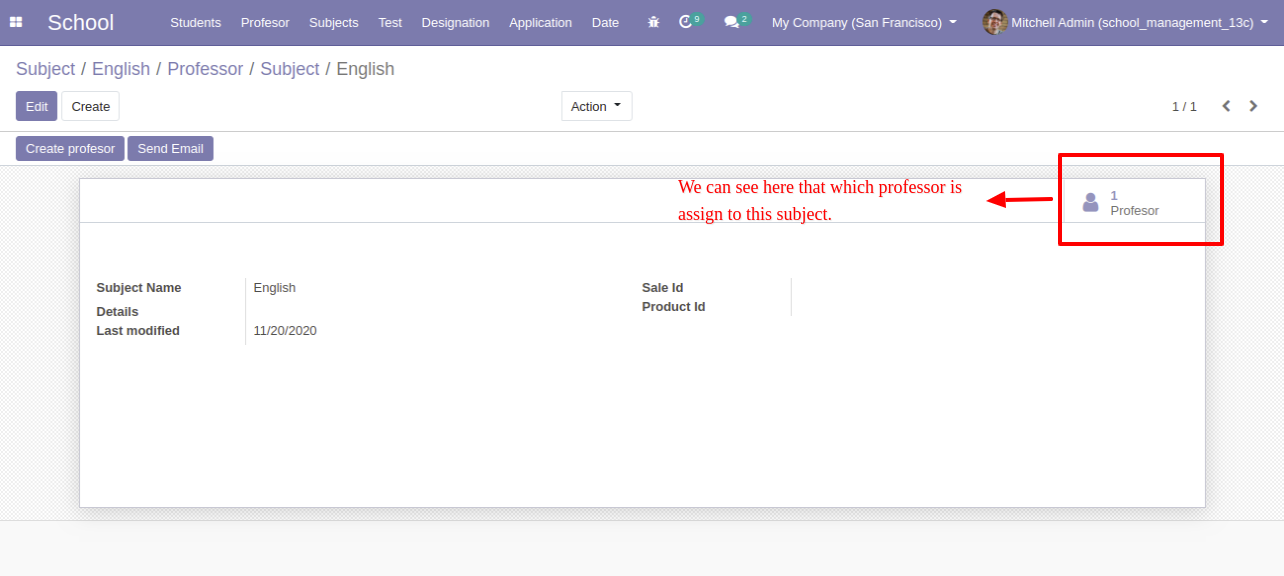 School Students Profesor Subjects Test Designation Application Date 9 2 My Company (San Francisco) Mitchell Admin (school_management_13c)
Subject / English / Professor / Subject / English
Edit Create Action 1 / 1
Create profesor Send Email
We can see here that which professor is
assign to this subject.
1
Profesor
Subject Name English
Details
Last modified 11/20/2020
Sale Id
Product Id